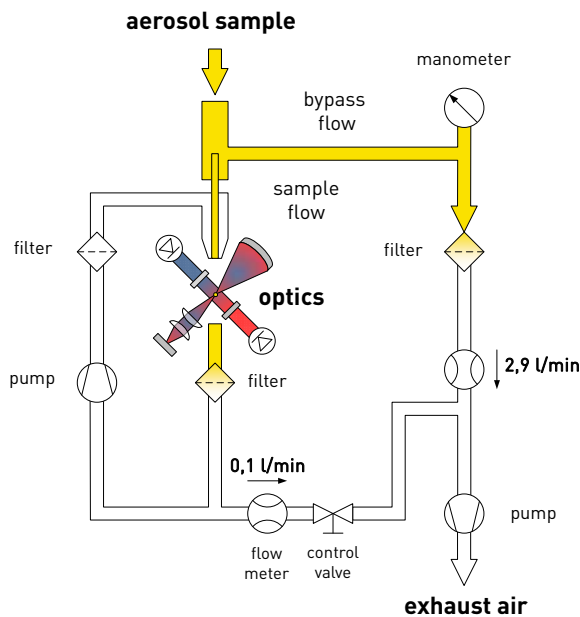 aerosol sample
manometer
bypass
flow
sample
flow
filter
filter
optics
pump
filter
2,9 l/min
0,1 l/min
pump
flow
meter
control
valve
exhaust air